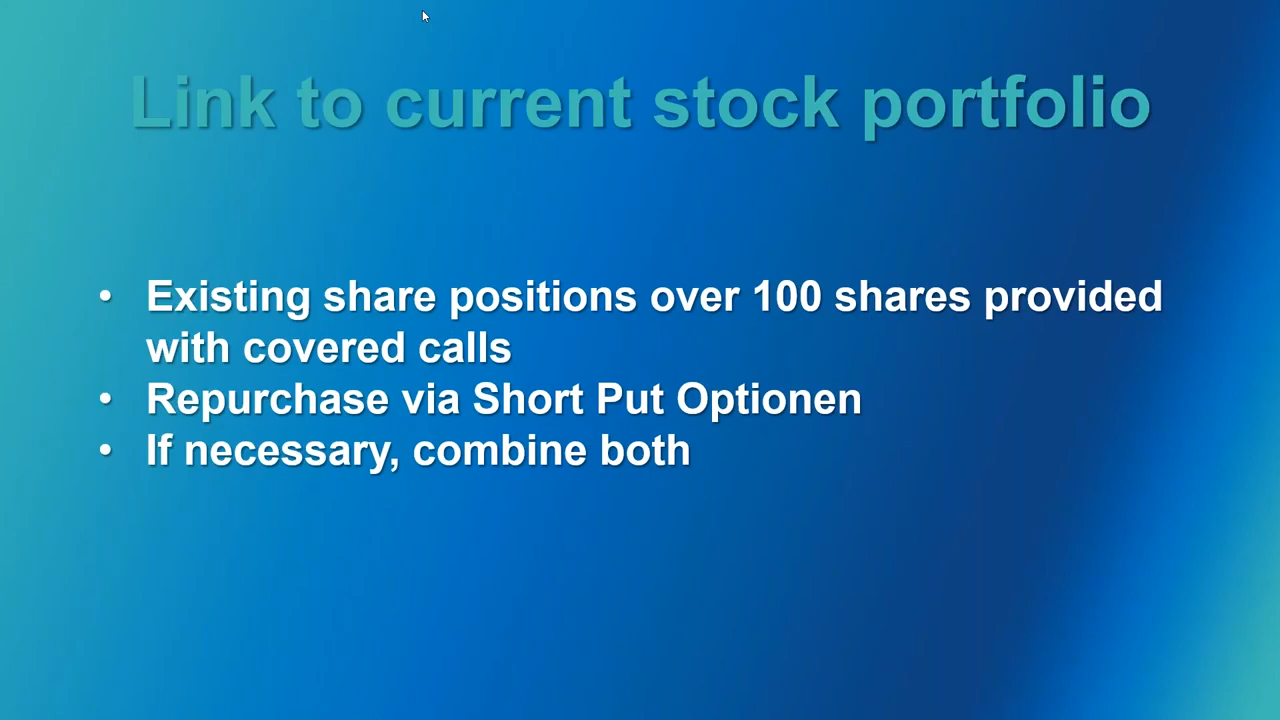 Link to current stock portfolio
• Existing share positions over 100 shares provided
with covered calls
• Repurchase via Short Put Optionen
• If necessary, combine both